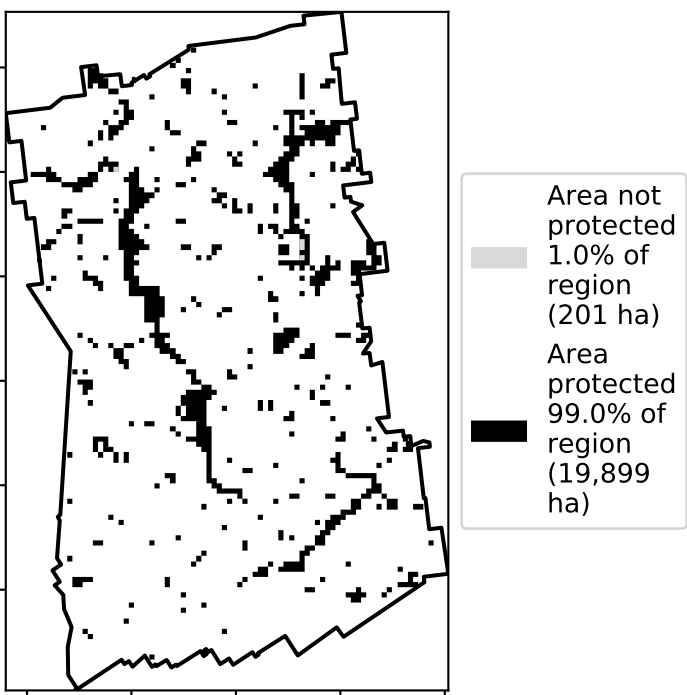 Area not
protected
1.0% of
region
(201 ha)
Area
protected
99.0% of
region
(19,899
ha)